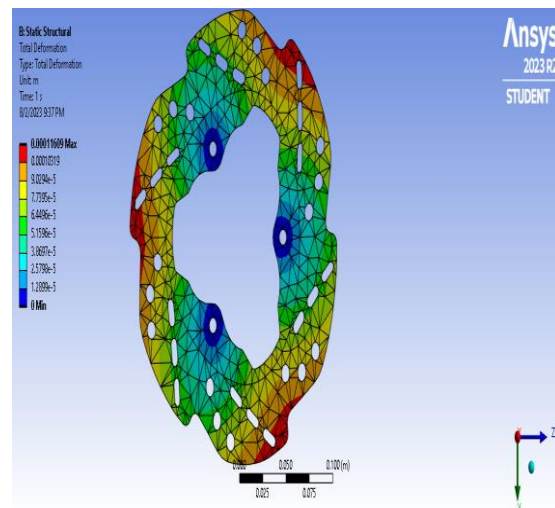 B: Static Structural
Total Deformation
Type: Total Deformation
Unit: m
Time: 1 s
8/2/2023 9:37 PM
0.00011609 Max
0.00010319
9.0294e-5
7.7395e-5
6.4496e-5
5.1596e-5
3.8697e-5
2.5798e-5
1.2899e-5
0 Min
Ansys
2023 R2
STUDENT
0.000
0.050
0.100 (m)
0.025
0.075
Z
Y